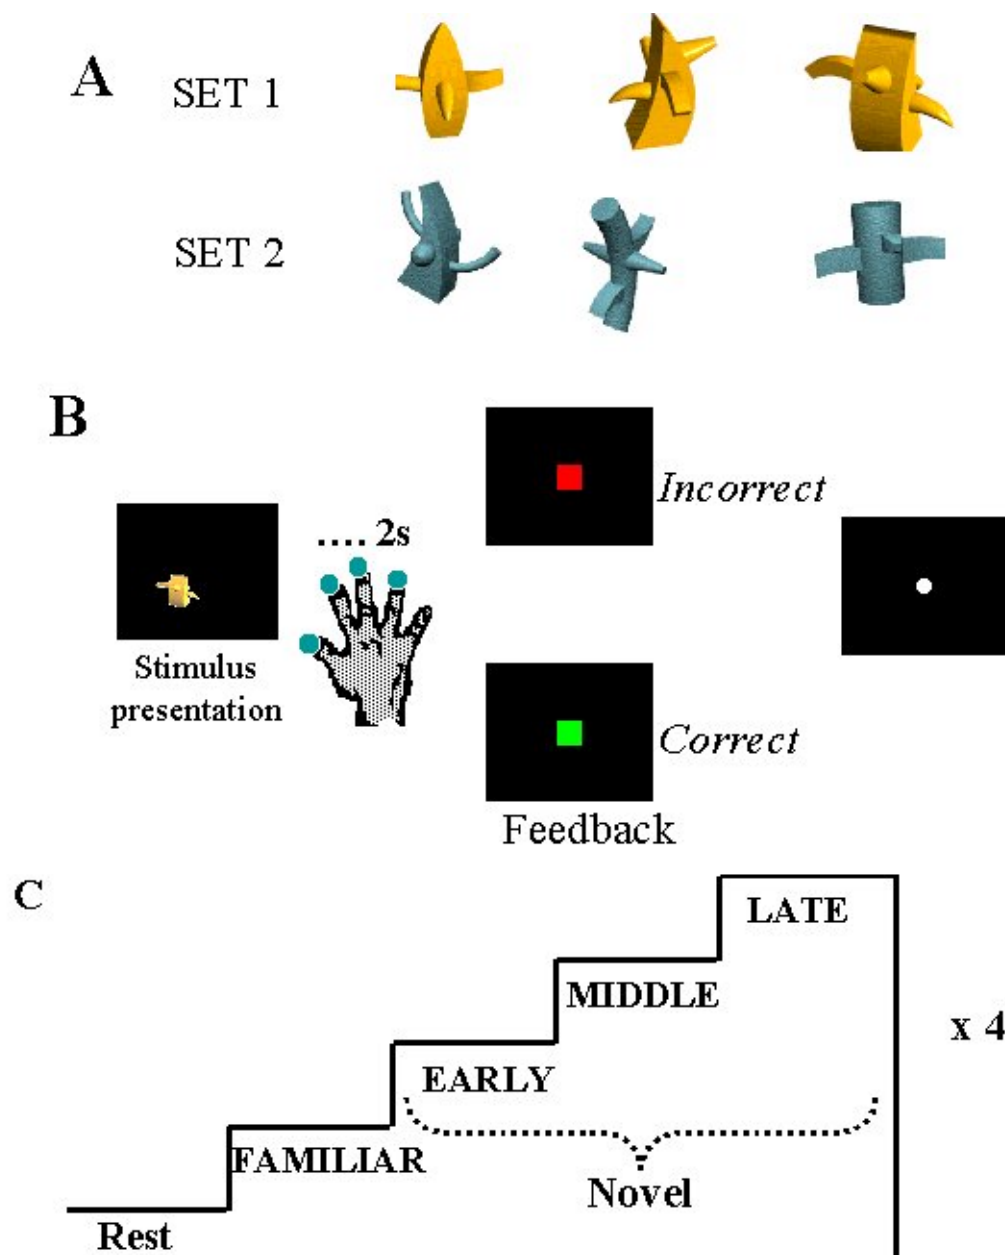 A
SET 1
SET 2
B
.... 2s
Stimulus
presentation
Incorrect
Correct
Feedback
C
LATE
MIDDLE
x 4
EARLY
FAMILIAR
Novel
Rest